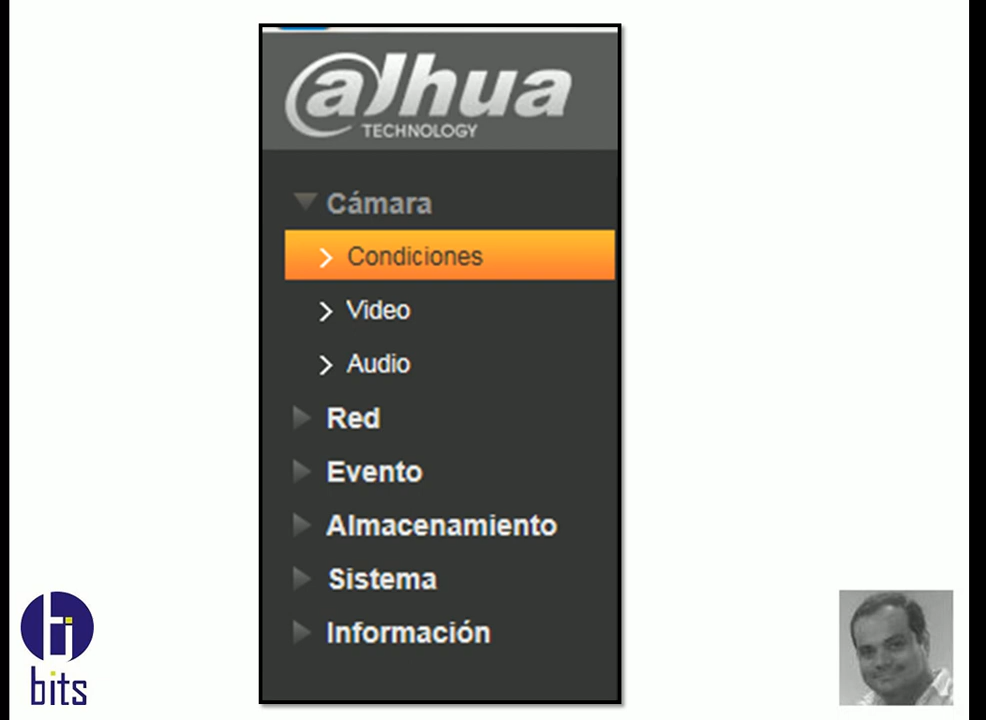 alhua
TECHNOLOGY
Cámara
Condiciones
Video
Audio
Red
Evento
Almacenamiento
Sistema
Información
bits